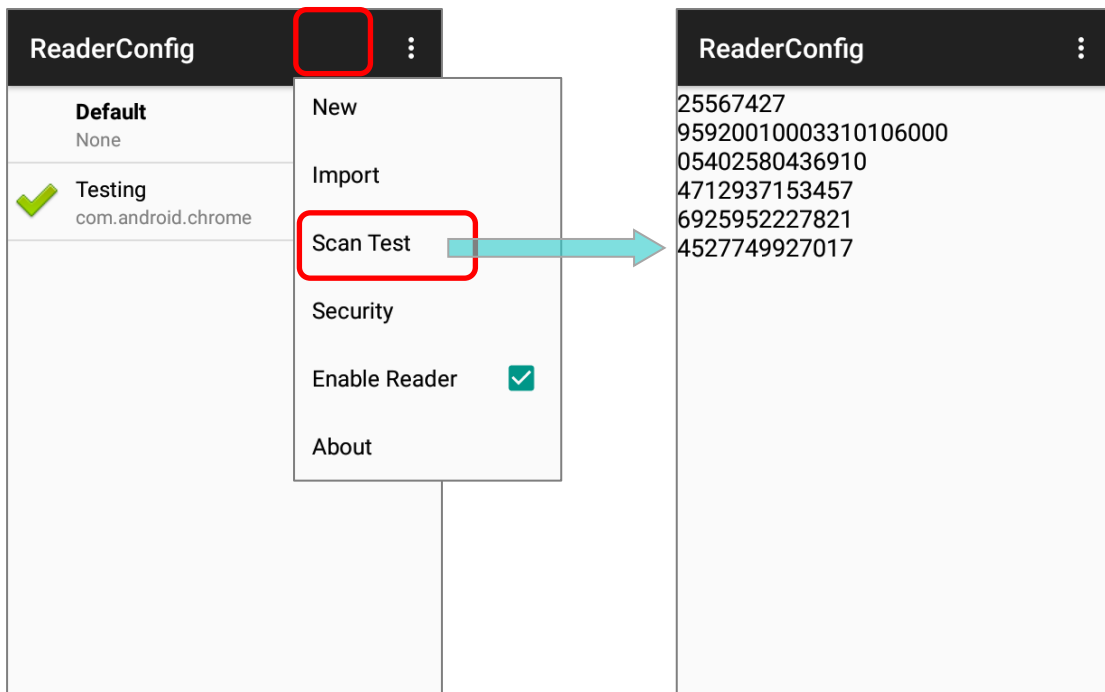 ReaderConfig
Default
None
Testing
com.android.chrome
New
Import
Scan Test
Security
Enable Reader
About
ReaderConfig
25567427
95920010003310106000
05402580436910
4712937153457
6925952227821
4527749927017